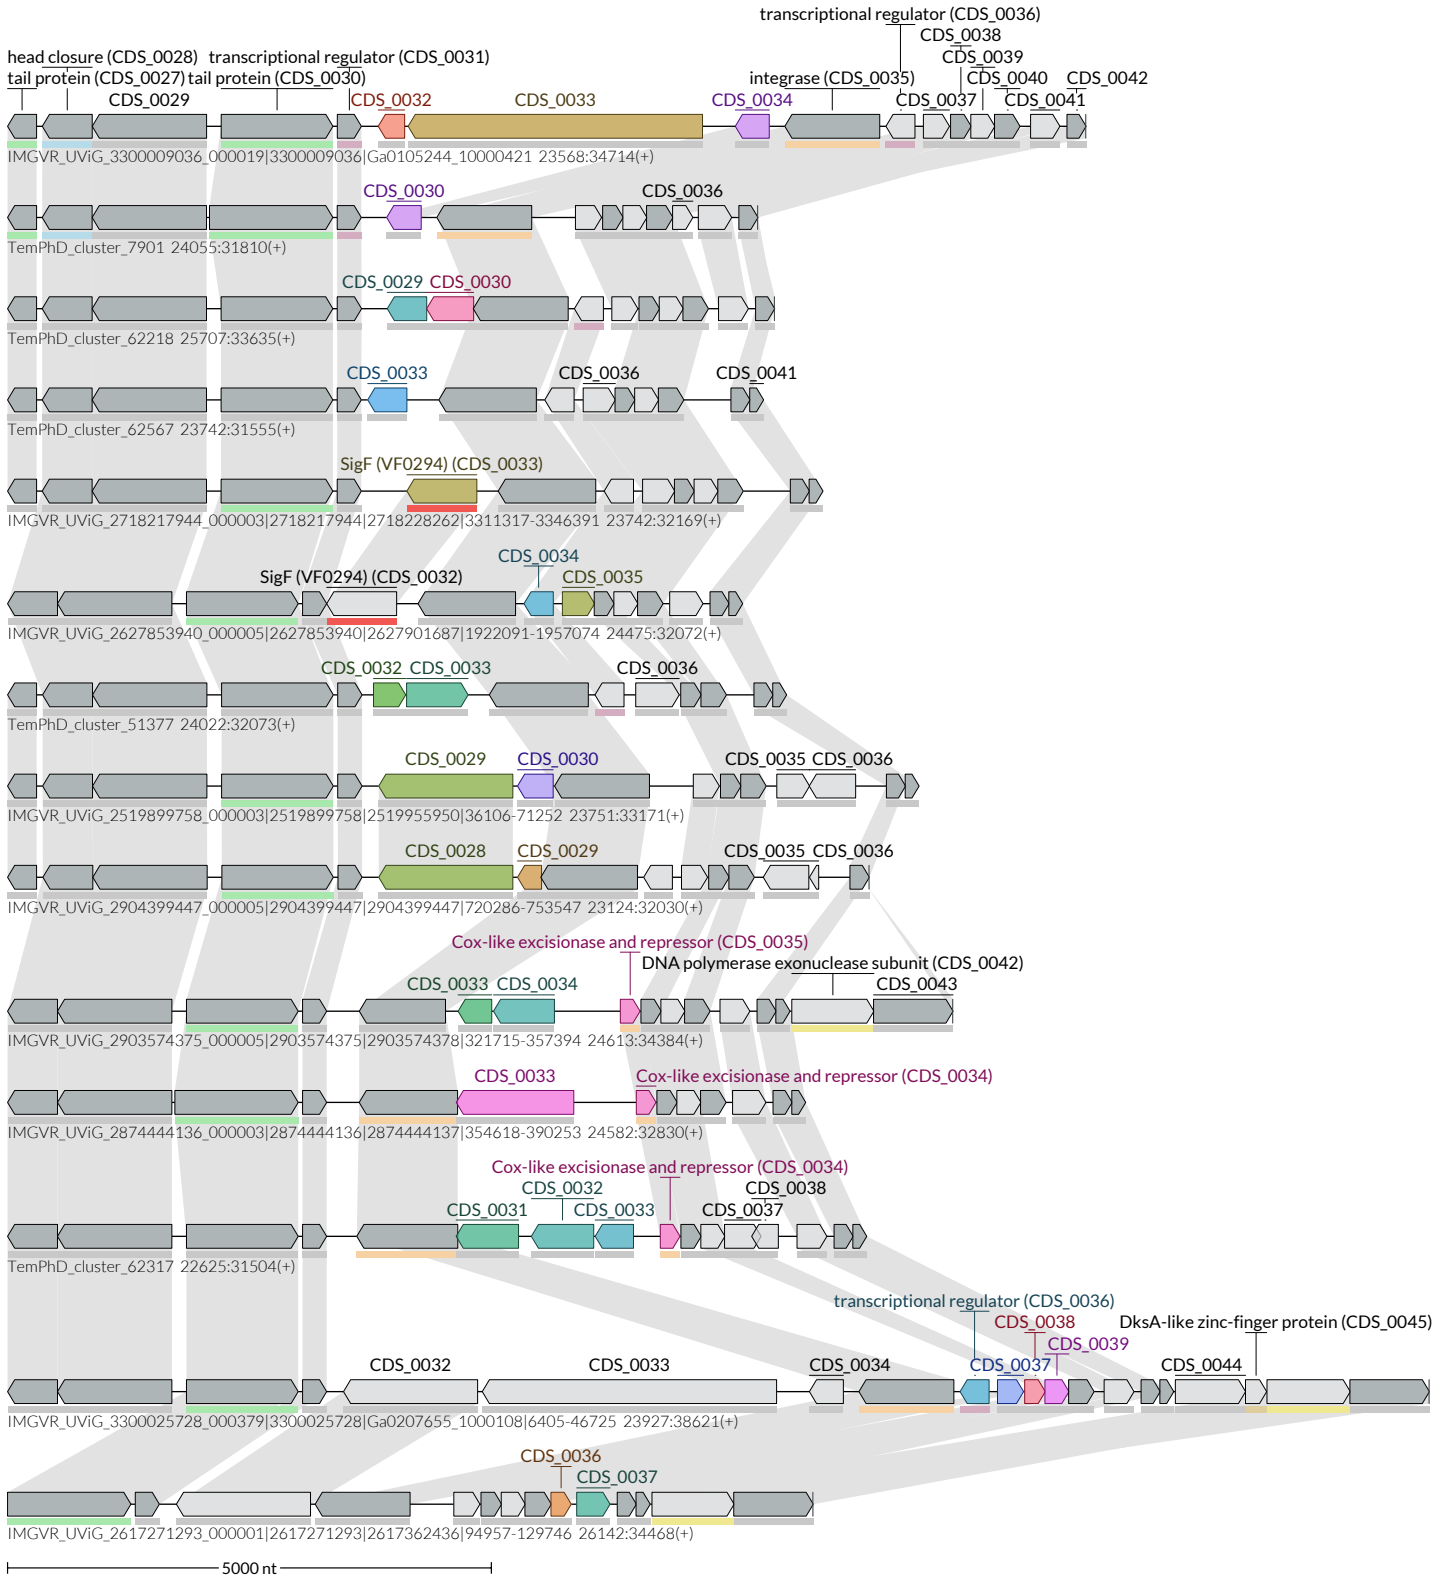 transcriptional regulator (CDS_0036)
CDS_0038
head closure (CDS_0028) transcriptional regulator (CDS_0031) CDS_0039
tail protein (CDS_0027) tail protein (CDS_0030) integrase (CDS_0035) CDS_0040 CDS_0042
CDS_0029 CDS_0032 CDS_0033 CDS_0034 CDS_0037 CDS_0041
IMGVR_UViG_3300009036_000019|3300009036|Ga0105244_10000421 23568:34714(+)
CDS_0030 CDS_0036
TemPhD_cluster_7901 24055:31810(+)
CDS_0029 CDS_0030
TemPhD_cluster_62218 25707:33635(+)
CDS_0033 CDS_0036 CDS_0041
TemPhD_cluster_62567 23742:31555(+)
SigF (VF0294) (CDS_0033)
IMGVR_UViG_2718217944_000003|2718217944|2718228262|3311317-3346391 23742:32169(+)
CDS_0034
SigF (VF0294) (CDS_0032) CDS_0035
IMGVR_UViG_2627853940_000005|2627853940|2627901687|1922091-1957074 24475:32072(+)
CDS_0032 CDS_0033 CDS_0036
TemPhD_cluster_51377 24022:32073(+)
CDS_0029 CDS_0030 CDS_0035 CDS_0036
IMGVR_UViG_2519899758_000003|2519899758|2519955950|36106-71252 23751:33171(+)
CDS_0028 CDS_0029 CDS_0035 CDS_0036
IMGVR_UViG_2904399447_000005|2904399447|2904399447|720286-753547 23124:32030(+)
Cox-like excisionase and repressor (CDS_0035)
DNA polymerase exonuclease subunit (CDS_0042)
CDS_0033 CDS_0034 CDS_0043
IMGVR_UViG_2903574375_000005|2903574375|2903574378|321715-357394 24613:34384(+)
CDS_0033 Cox-like excisionase and repressor (CDS_0034)
IMGVR_UViG_2874444136_000003|2874444136|2874444137|354618-390253 24582:32830(+)
Cox-like excisionase and repressor (CDS_0034)
CDS_0032 CDS_0038
CDS_0031 CDS_0033 CDS_0037
TemPhD_cluster_62317 22625:31504(+)
transcriptional regulator (CDS_0036)
CDS_0038 DksA-like zinc-finger protein (CDS_0045)
CDS_0039
CDS_0032 CDS_0033 CDS_0034 CDS_0037 CDS_0044
IMGVR_UViG_3300025728_000379|3300025728|Ga0207655_1000108|6405-46725 23927:38621(+)
CDS_0036
CDS_0037
IMGVR_UViG_2617271293_000001|2617271293|2617362436|94957-129746 26142:34468(+)
5000 nt